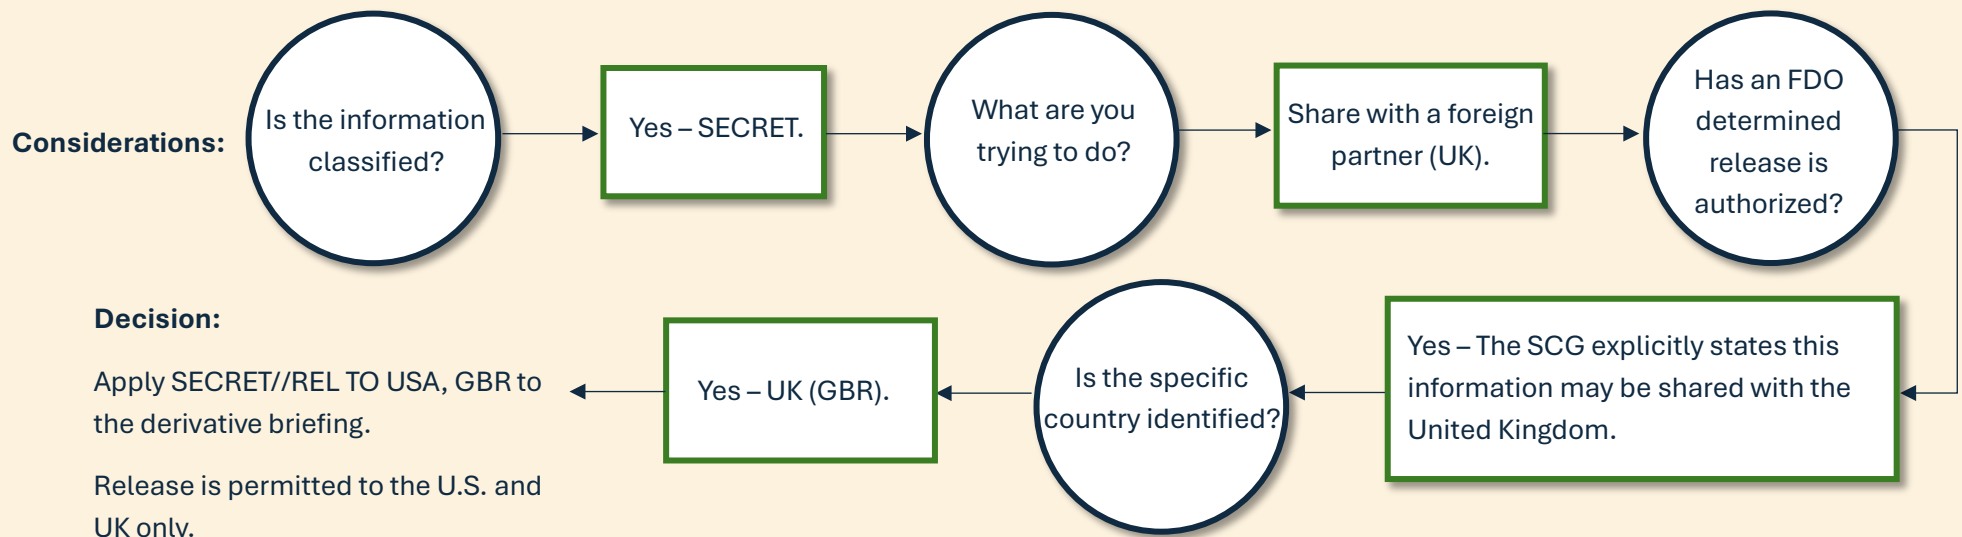 Considerations:
Is the information
classified?
Yes – SECRET.
What are you
trying to do?
Share with a foreign
partner (UK).
Has an FDO
determined
release is
authorized?
Yes – The SCG explicitly states this
information may be shared with the
United Kingdom.
Is the specific
country identified?
Yes – UK (GBR).
Decision:
Apply SECRET//REL TO USA, GBR to
the derivative briefing.
Release is permitted to the U.S. and
UK only.